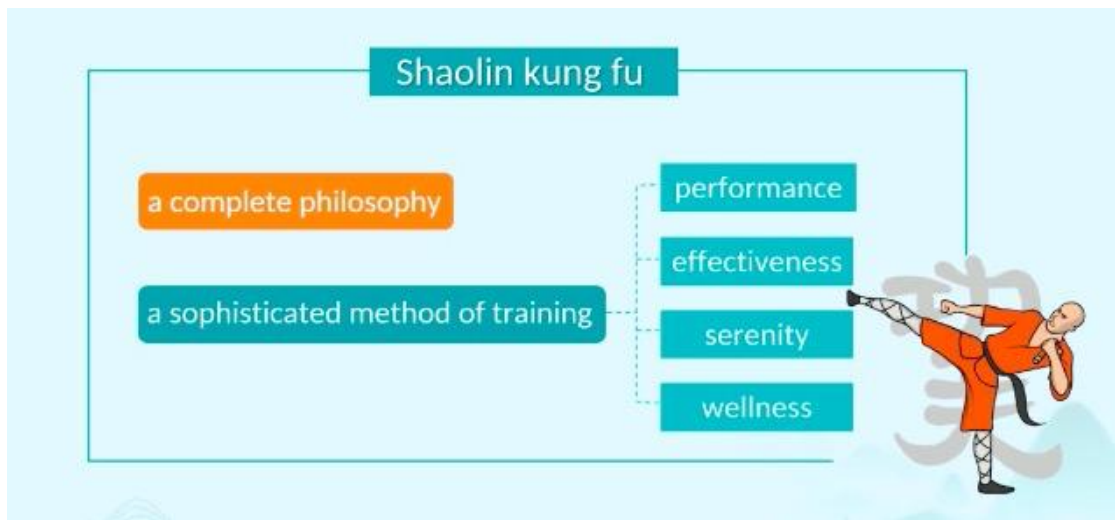 Shaolin kung fu
a complete philosophy
a sophisticated method of training
performance
effectiveness
serenity
wellness